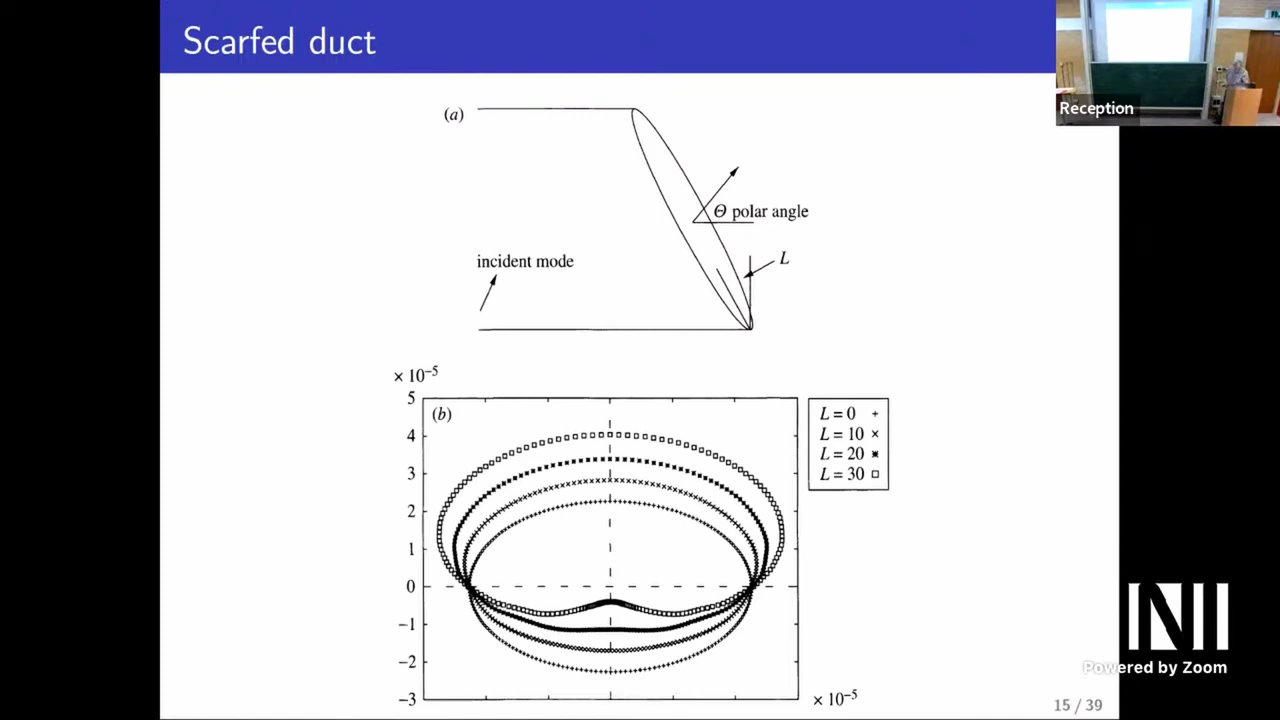 Scarfed duct
Reception
(a)
Θ polar angle
L
incident mode
× 10⁻⁵
5
(b)
4
3
2
1
0
−1
−2
−3
L = 0 +
L = 10 ×
L = 20 ✱
L = 30 □
× 10⁻⁵
NI
Powered by Zoom
15 / 39